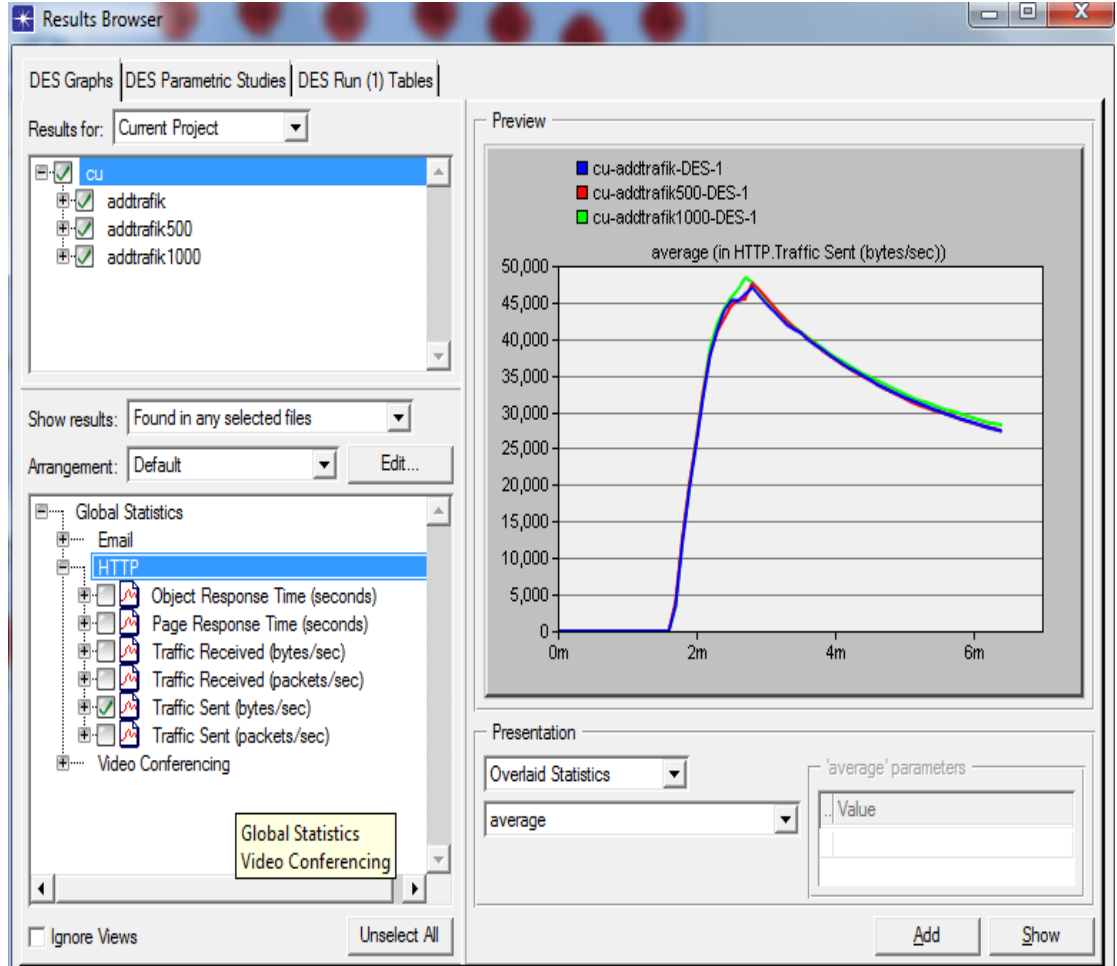 Results Browser
DES Graphs
DES Parametric Studies
DES Run (1) Tables
Results for:
Current Project
cu
addtrafik
addtrafik500
addtrafik1000
Show results:
Found in any selected files
Arrangement:
Default
Edit...
Global Statistics
Email
HTTP
Object Response Time (seconds)
Page Response Time (seconds)
Traffic Received (bytes/sec)
Traffic Received (packets/sec)
Traffic Sent (bytes/sec)
Traffic Sent (packets/sec)
Video Conferencing
Global Statistics
Video Conferencing
Ignore Views
Unselect All
Preview
cu-addtrafik-DES-1
cu-addtrafik500-DES-1
cu-addtrafik1000-DES-1
average (in HTTP.Traffic Sent (bytes/sec))
50,000
45,000
40,000
35,000
30,000
25,000
20,000
15,000
10,000
5,000
0
0m
2m
4m
6m
Presentation
Overlaid Statistics
average
'average' parameters
.. Value
Add
Show